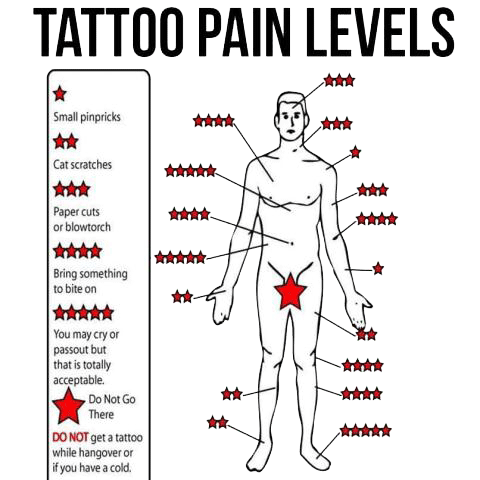 TATTOO PAIN LEVELS
Small pinpricks
Cat scratches
Paper cuts
or blowtorch
Bring something
to bite on
You may cry or
passout but
that is totally
acceptable.
Do Not Go
There
DO NOT get a tattoo
while hangover or
if you have a cold.